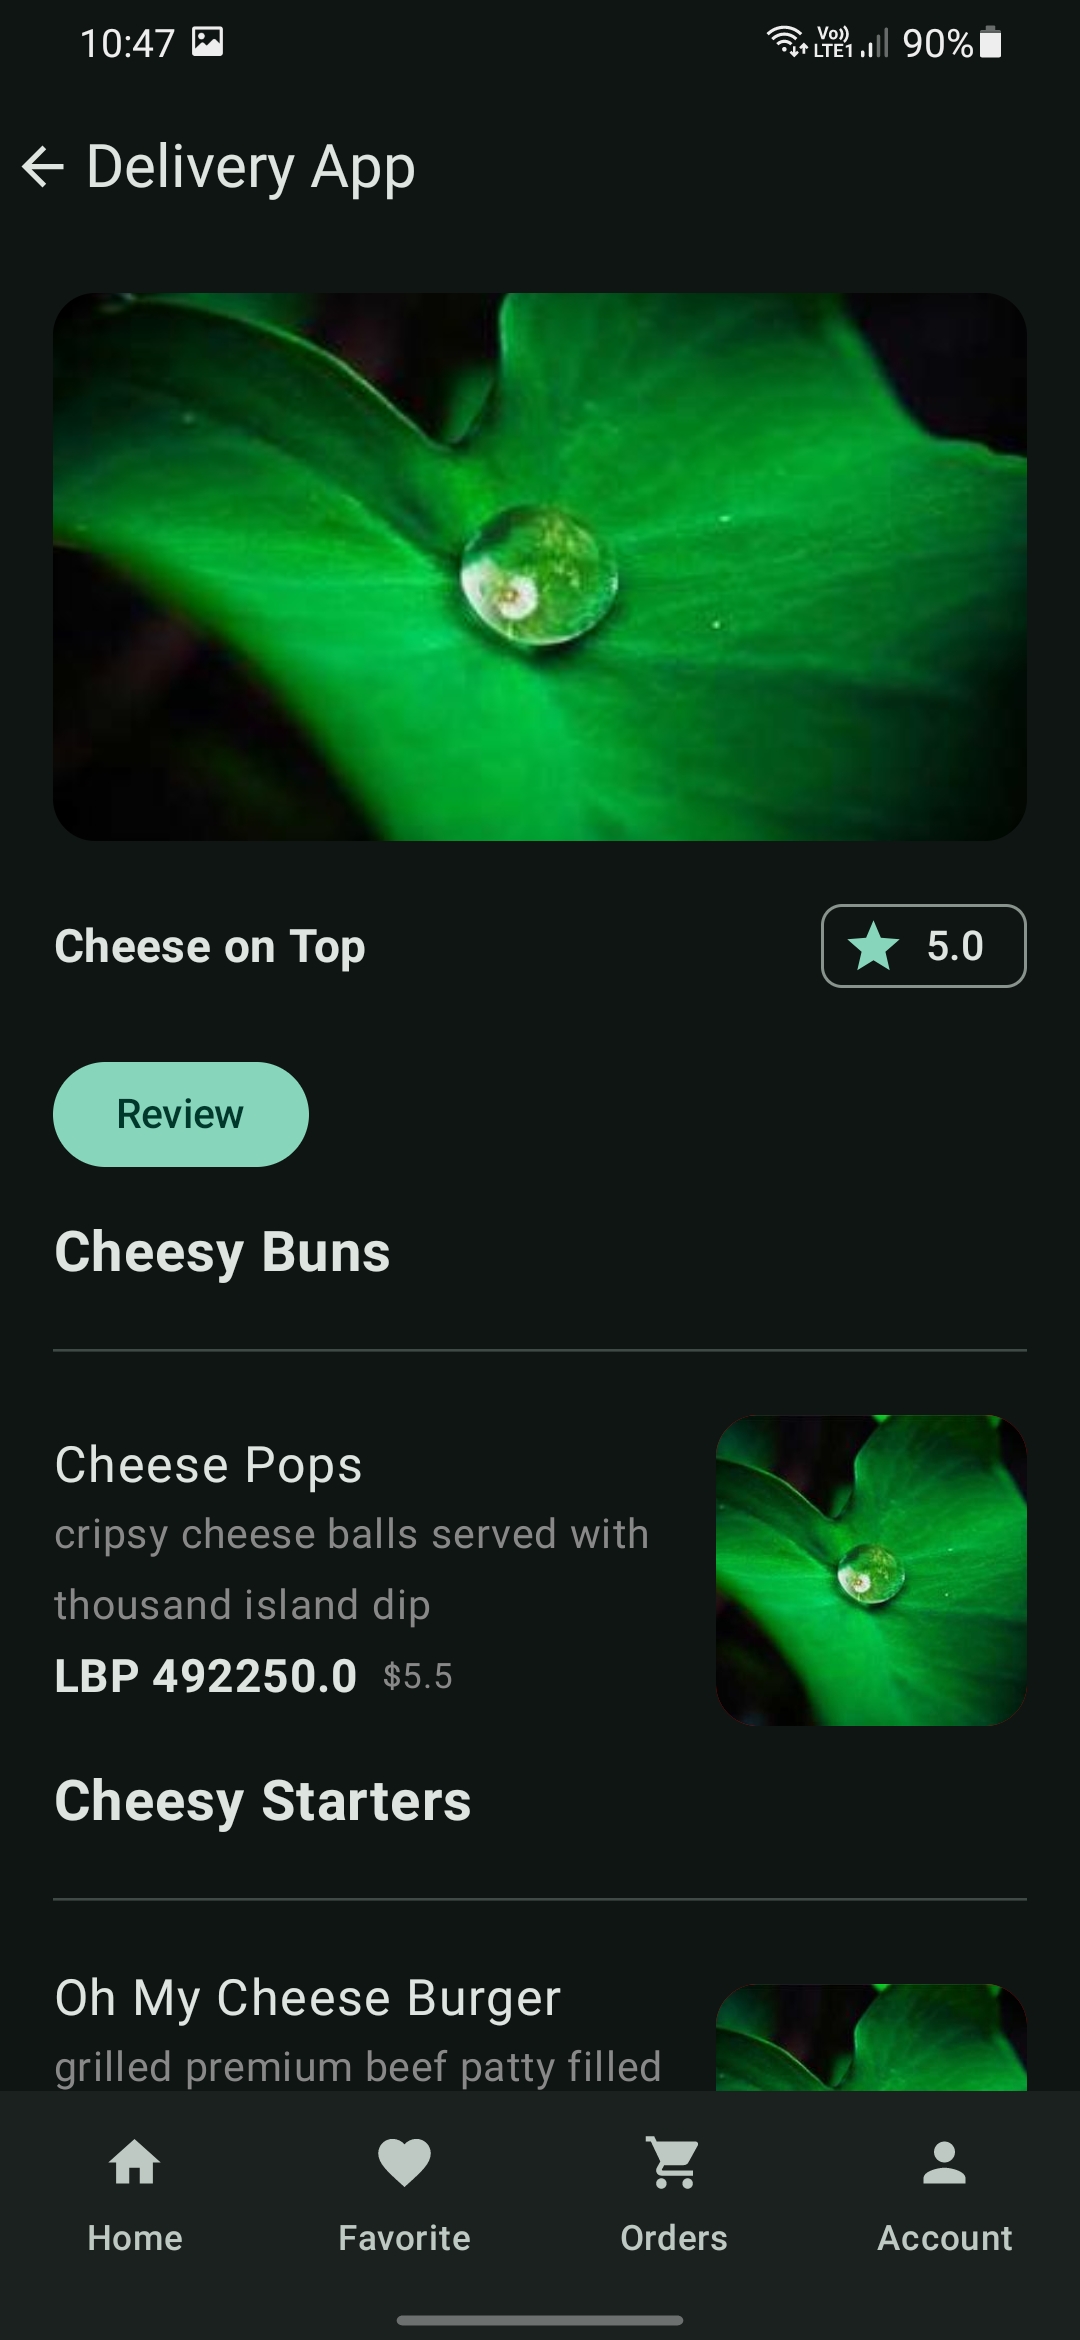 10:47
Vo)) LTE1 90%
Delivery App
Cheese on Top
5.0
Review
Cheesy Buns
Cheese Pops
cripsy cheese balls served with
thousand island dip
LBP 492250.0 $5.5
Cheesy Starters
Oh My Cheese Burger
grilled premium beef patty filled
Home Favorite Orders Account